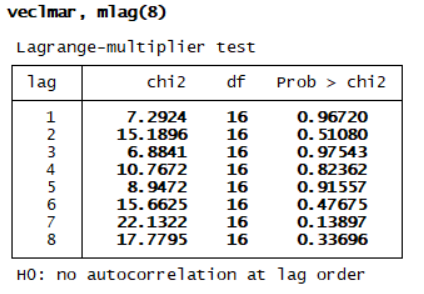 veclmar, mlag(8)
Lagrange-multiplier test
lag chi2 df Prob > chi2
1 7.2924 16 0.96720
2 15.1896 16 0.51080
3 6.8841 16 0.97543
4 10.7672 16 0.82362
5 8.9472 16 0.91557
6 15.6625 16 0.47675
7 22.1322 16 0.13897
8 17.7795 16 0.33696
H0: no autocorrelation at lag order